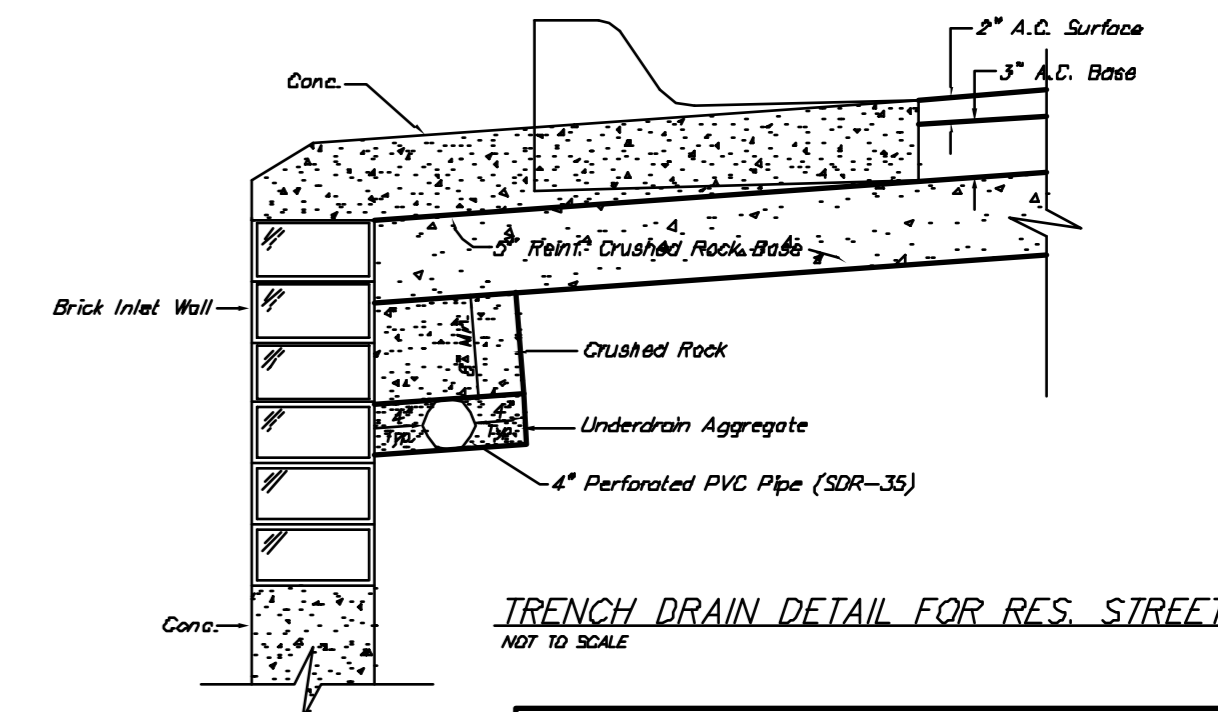 2" A.C. Surface
3" A.C. Base
Conc.
5" Reint. Crushed Rock Base
Brick Inlet Wall
Crushed Rock
4" Typ.
4" Typ.
Underdrain Aggregate
4" Perforated PVC Pipe (SDR-35)
Conc.
TRENCH DRAIN DETAIL FOR RES. STREET
NOT TO SCALE